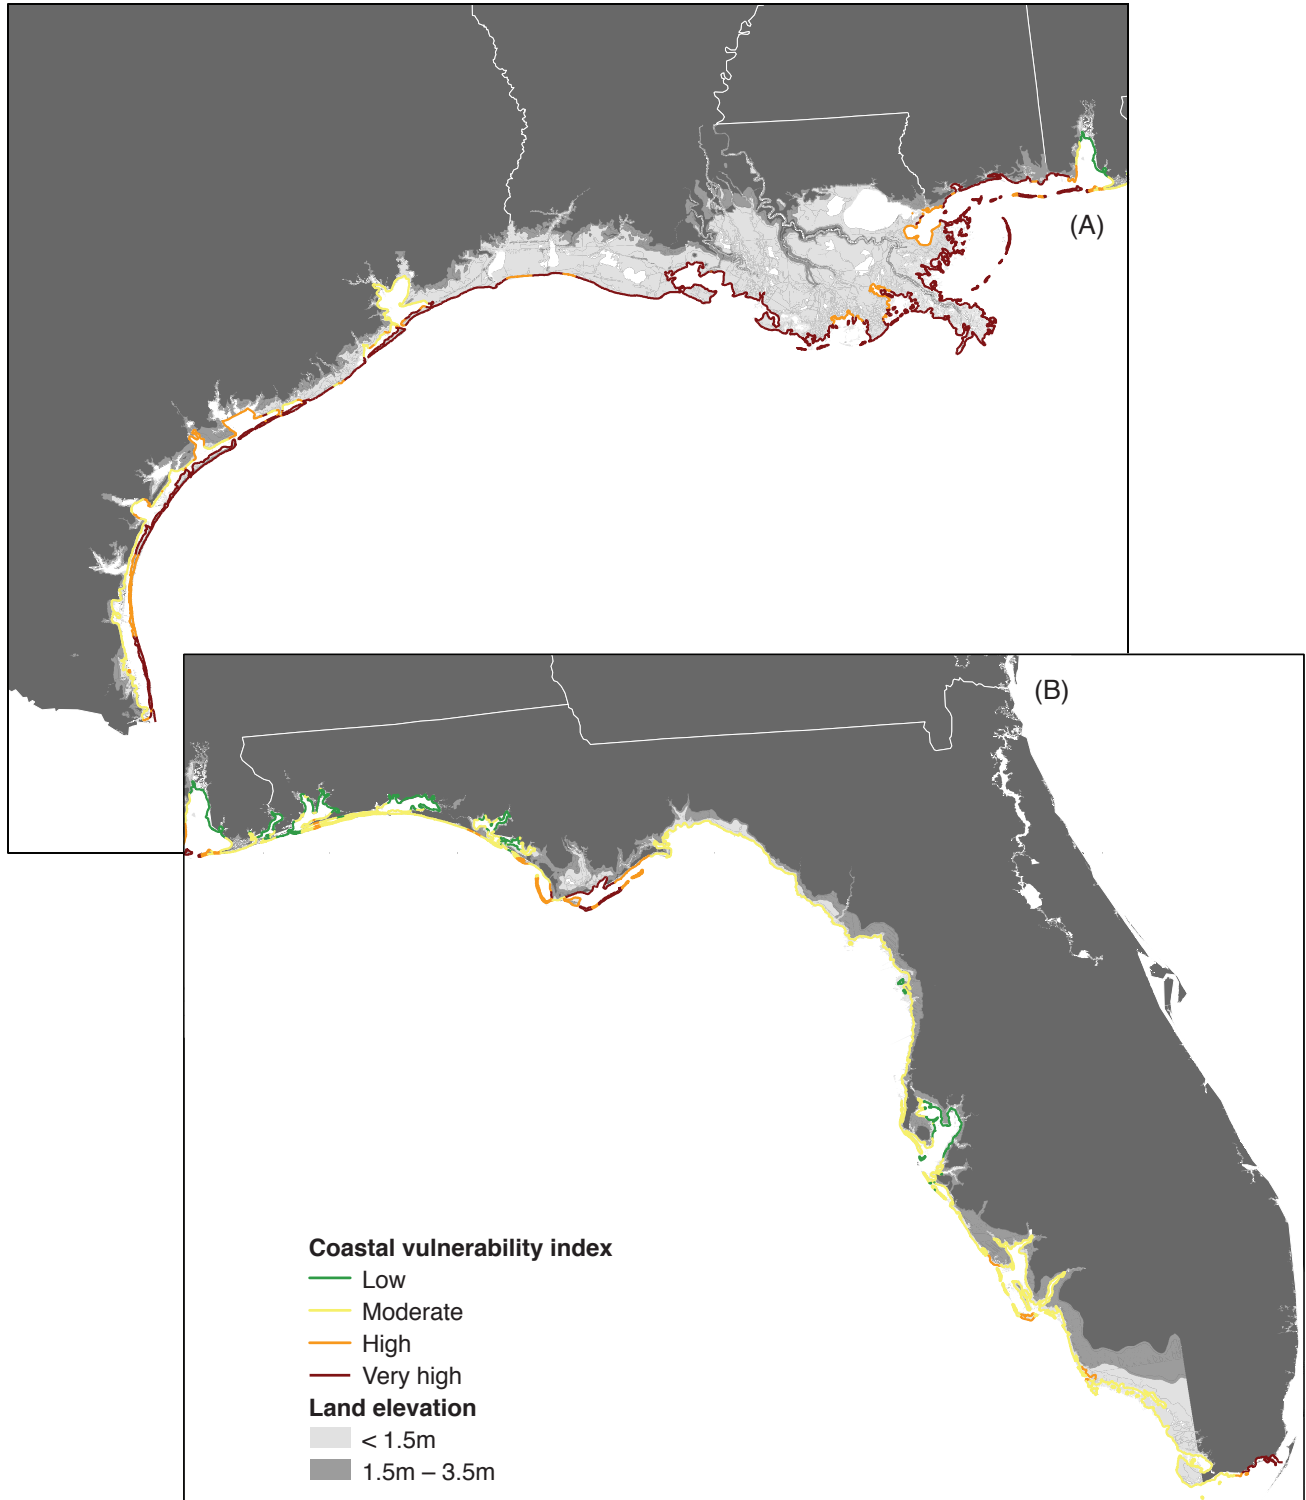 (A)
(B)
Coastal vulnerability index
Low
Moderate
High
Very high
Land elevation
< 1.5m
1.5m – 3.5m